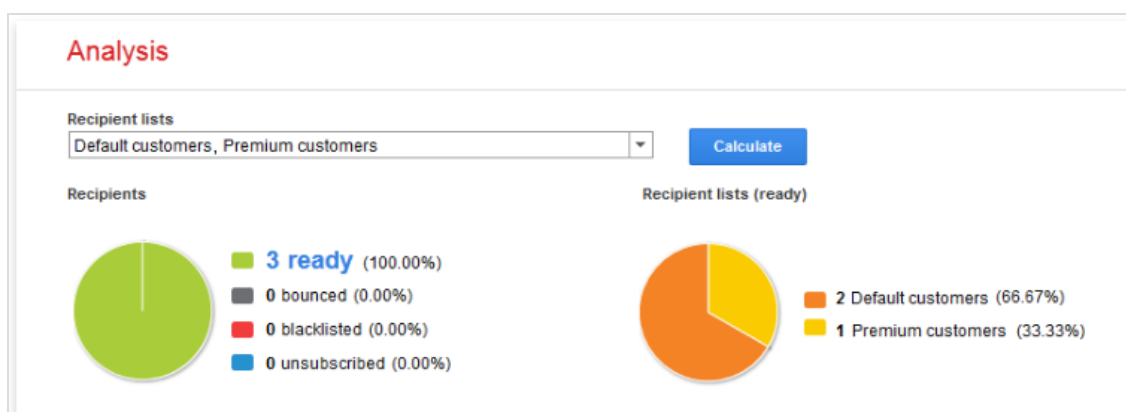 Analysis
Recipient lists
Default customers, Premium customers
Calculate
Recipients
Recipient lists (ready)
3 ready (100.00%)
0 bounced (0.00%)
0 blacklisted (0.00%)
0 unsubscribed (0.00%)
2 Default customers (66.67%)
1 Premium customers (33.33%)